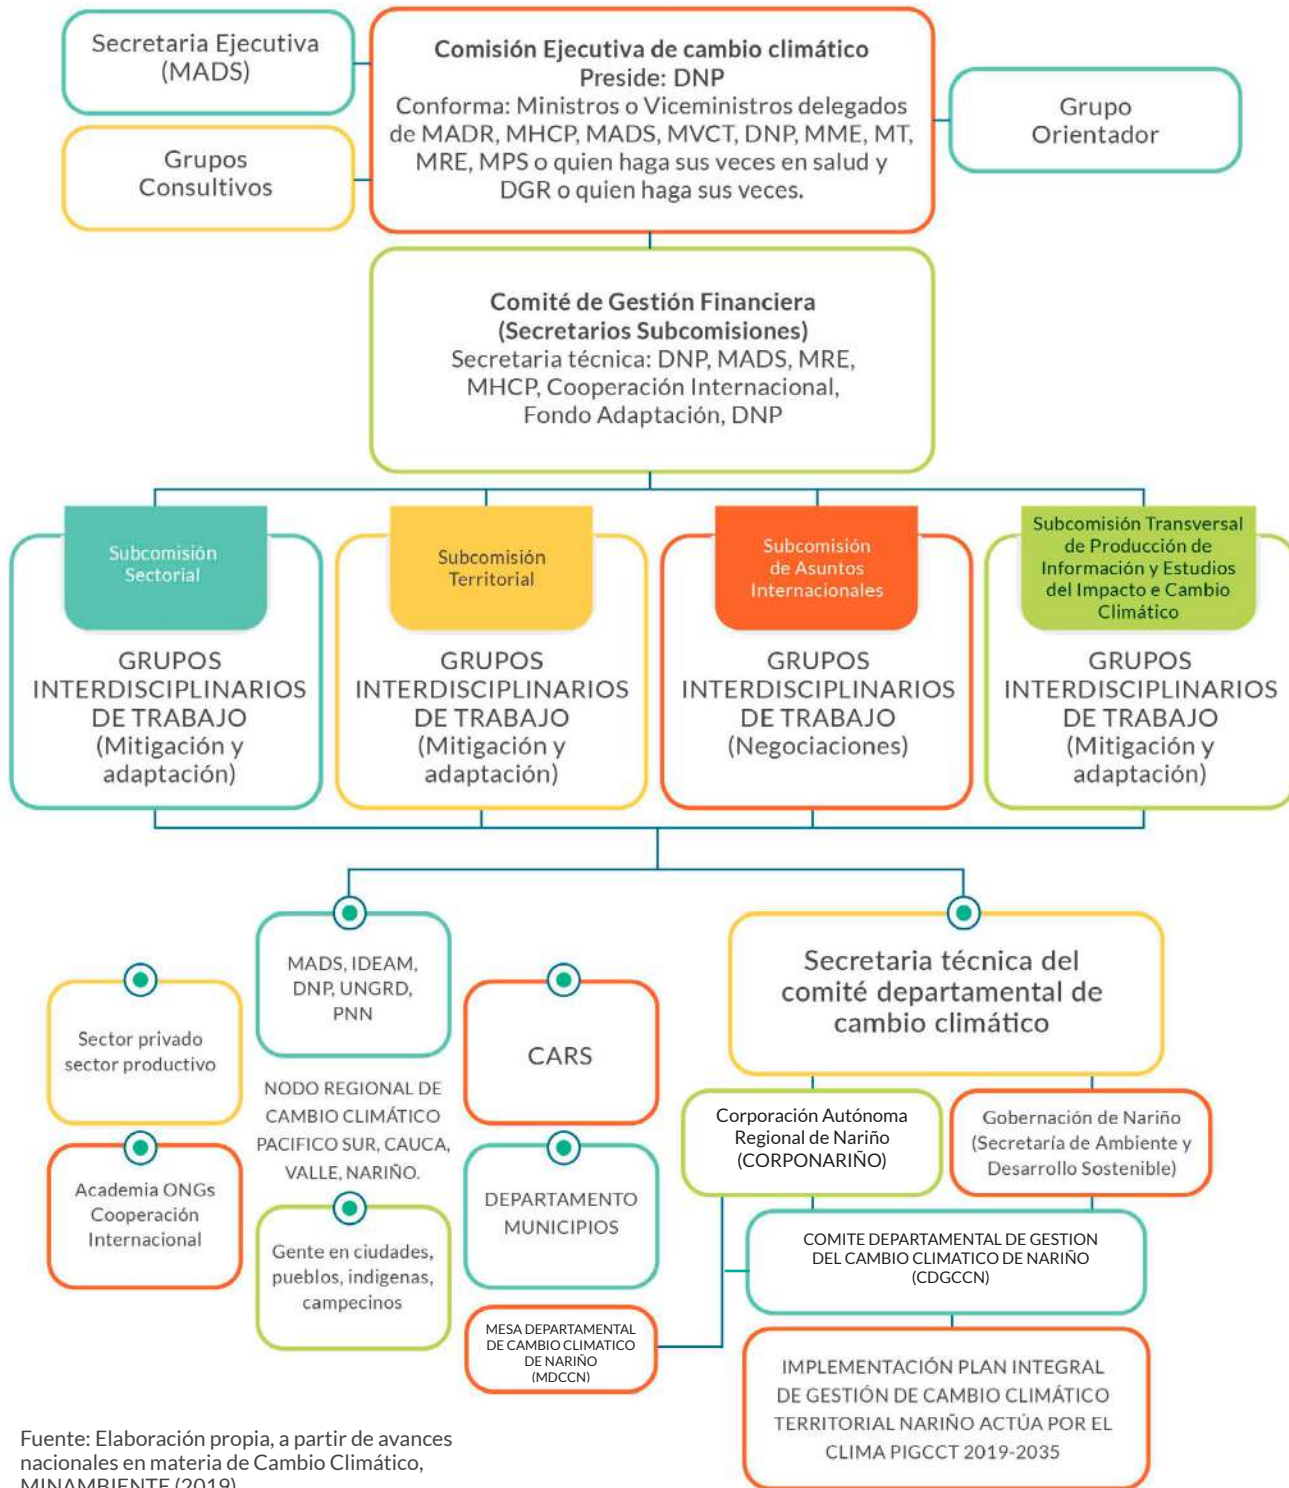 Secretaria Ejecutiva
(MADS)
Grupos
Consultivos
Comisión Ejecutiva de cambio climático
Preside: DNP
Conforma: Ministros o Viceministros delegados
de MADR, MHCP, MADS, MVCT, DNP, MME, MT,
MRE, MPS o quien haga sus veces en salud y
DGR o quien haga sus veces.
Grupo
Orientador
Comité de Gestión Financiera
(Secretarios Subcomisiones)
Secretaria técnica: DNP, MADS, MRE,
MHCP, Cooperación Internacional,
Fondo Adaptación, DNP
Subcomisión
Sectorial
GRUPOS
INTERDISCIPLINARIOS
DE TRABAJO
(Mitigación y
adaptación)
Subcomisión
Territorial
GRUPOS
INTERDISCIPLINARIOS
DE TRABAJO
(Mitigación y
adaptación)
Subcomisión
de Asuntos
Internacionales
GRUPOS
INTERDISCIPLINARIOS
DE TRABAJO
(Negociaciones)
Subcomisión Transversal
de Producción de
Información y Estudios
del Impacto e Cambio
Climático
GRUPOS
INTERDISCIPLINARIOS
DE TRABAJO
(Mitigación y
adaptación)
Sector privado
sector productivo
Academia ONGs
Cooperación
Internacional
MADS, IDEAM,
DNP, UNGRD,
PNN
NODO REGIONAL DE
CAMBIO CLIMÁTICO
PACIFICO SUR, CAUCA,
VALLE, NARIÑO.
Gente en ciudades,
pueblos, indigenas,
campecinos
CARS
DEPARTAMENTO
MUNICIPIOS
MESA DEPARTAMENTAL
DE CAMBIO CLIMATICO
DE NARIÑO
(MDCCN)
Secretaria técnica del
comité departamental de
cambio climático
Corporación Autónoma
Regional de Nariño
(CORPONARIÑO)
Gobernación de Nariño
(Secretaría de Ambiente y
Desarrollo Sostenible)
COMITE DEPARTAMENTAL DE GESTION
DEL CAMBIO CLIMATICO DE NARIÑO
(CDGCCN)
IMPLEMENTACIÓN PLAN INTEGRAL
DE GESTIÓN DE CAMBIO CLIMÁTICO
TERRITORIAL NARIÑO ACTÚA POR EL
CLIMA PIGCCT 2019-2035
Fuente: Elaboración propia, a partir de avances
nacionales en materia de Cambio Climático,
MINAMBIENTE (2019)